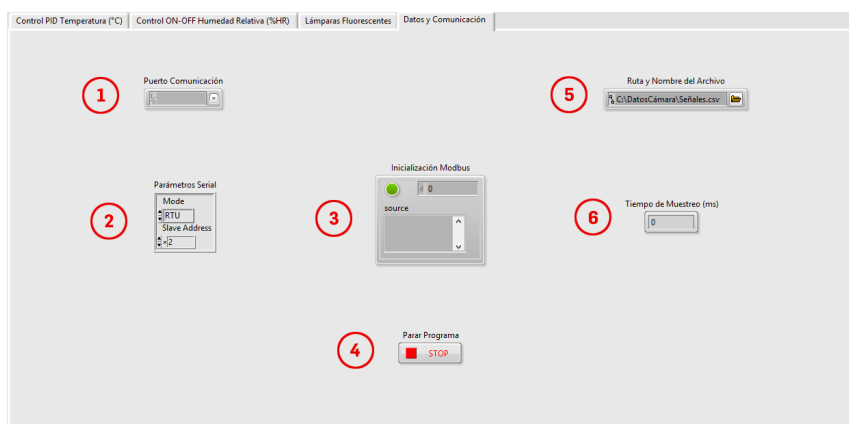 Control PID Temperatura (°C) Control ON-OFF Humedad Relativa (%HR) Lámparas Fluorescentes Datos y Comunicación
1
Puerto Comunicación
5
Ruta y Nombre del Archivo
C:\DatosCámara\Señales.csv
2
Parámetros Serial
Mode
RTU
Slave Address
×2
3
Inicialización Modbus
d 0
source
6
Tiempo de Muestreo (ms)
0
4
Parar Programa
STOP